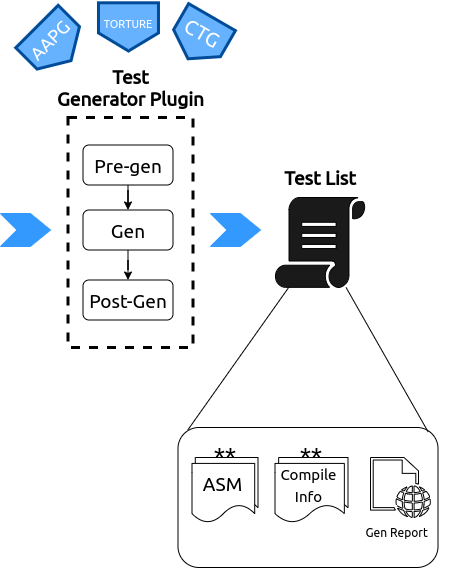 AAPG
TORTURE
CTG
Test
Generator Plugin
Pre-gen
Gen
Post-Gen
Test List
**
ASM
**
Compile
Info
Gen Report